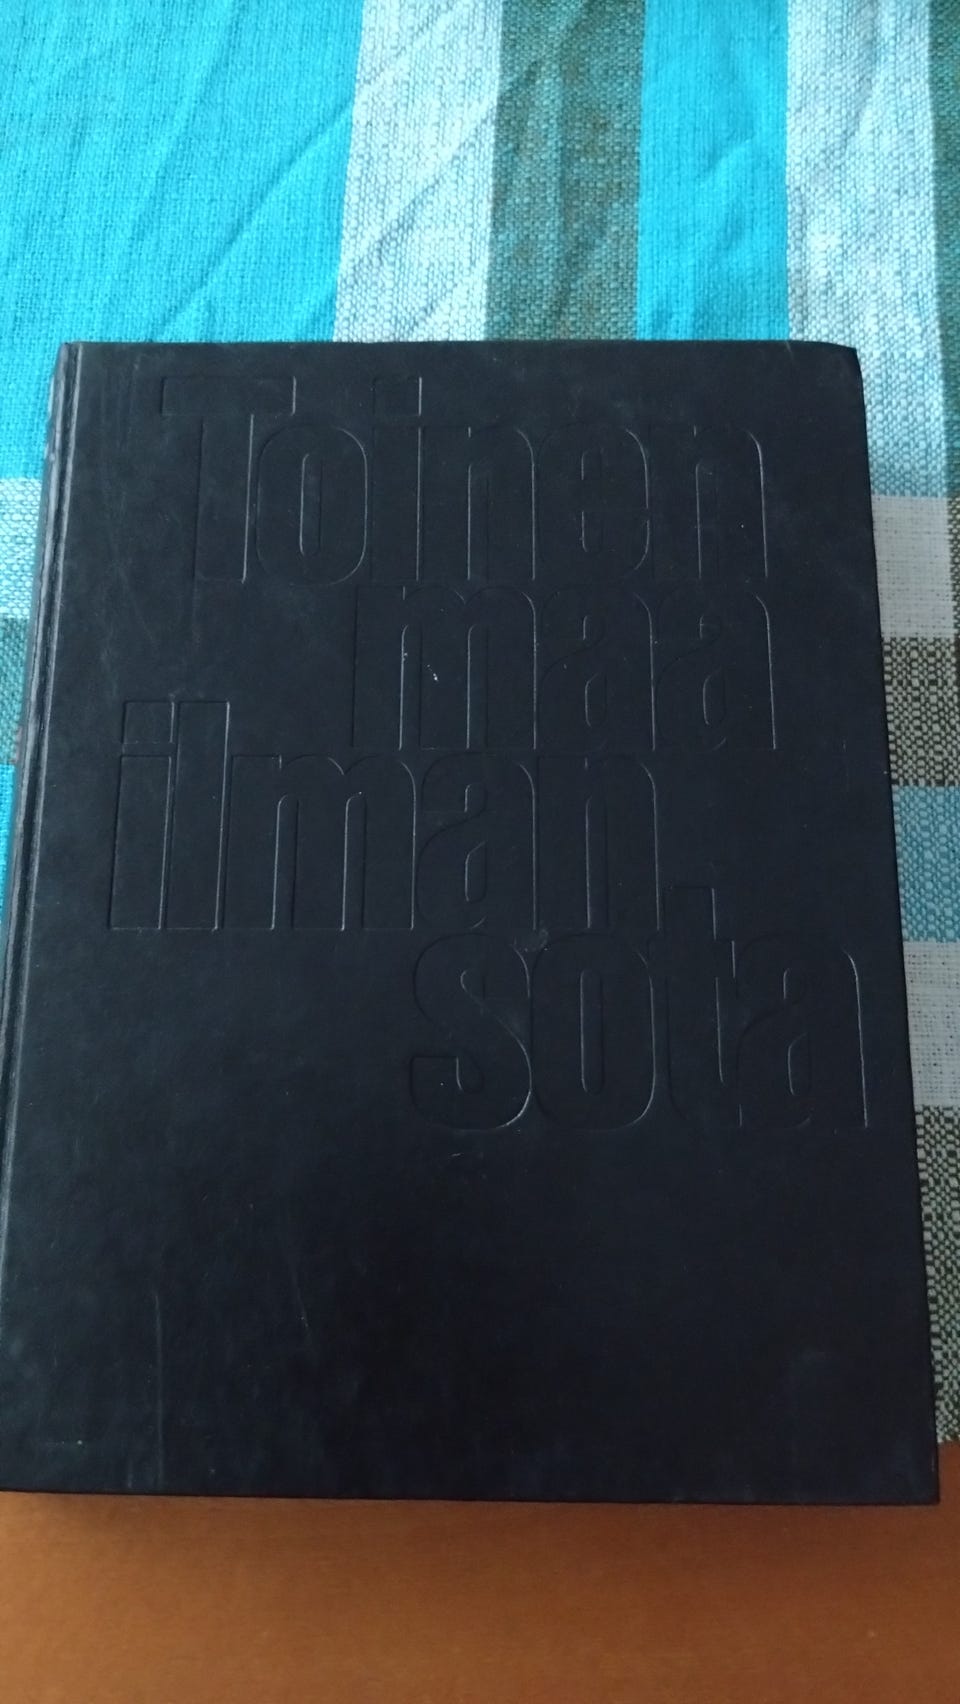 Toinen
maa
ilman
sota